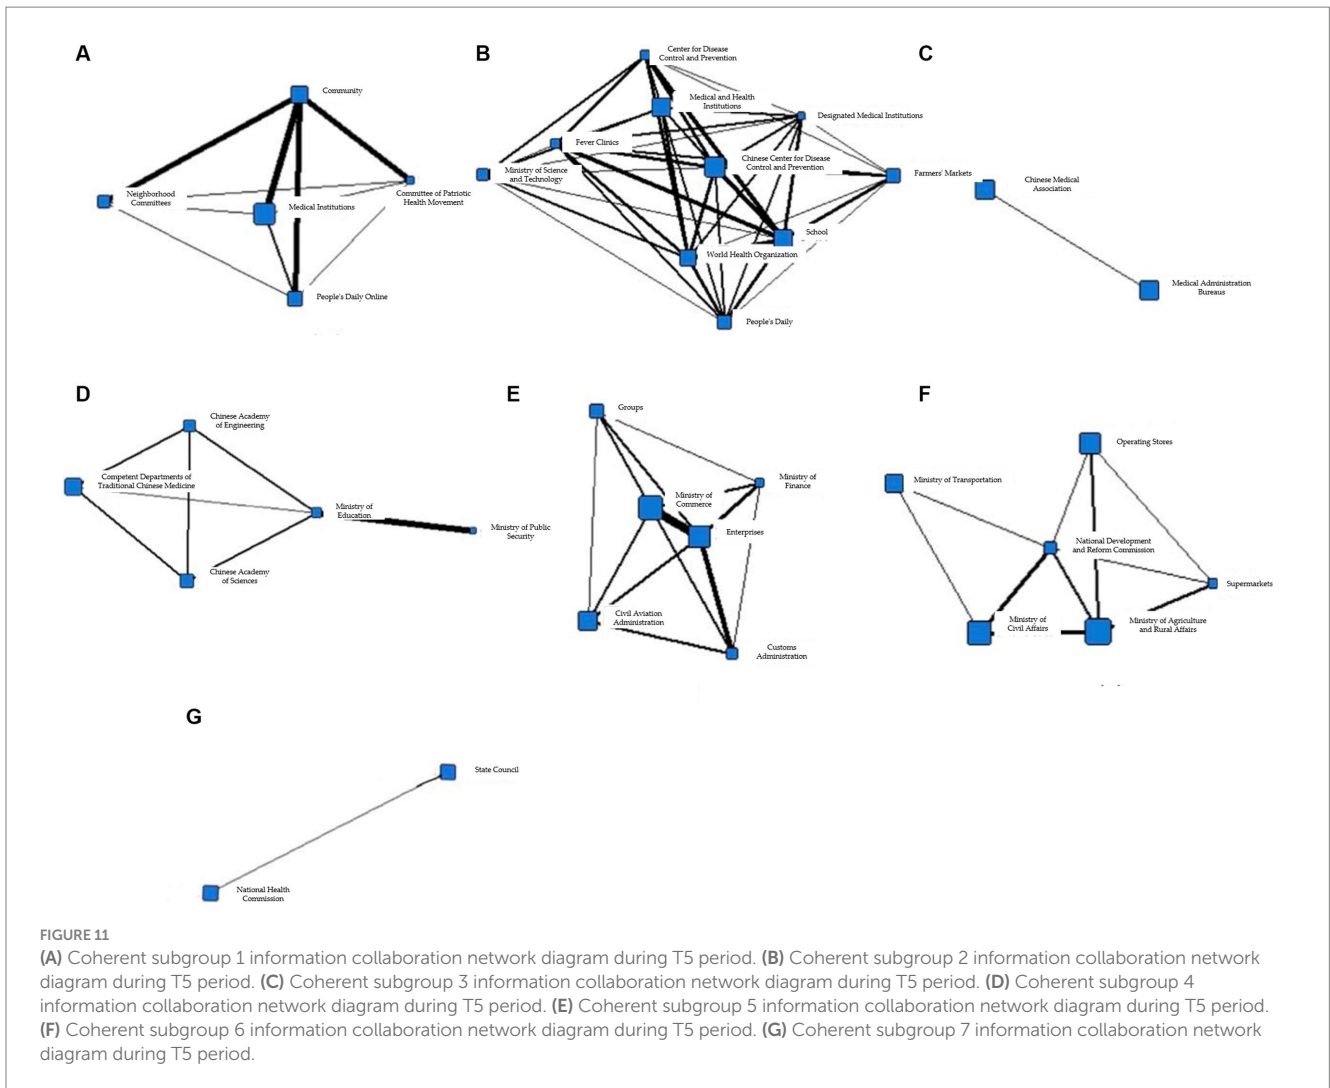 A
Community
Neighborhood
Committees
Medical Institutions
Committee of Patriotic
Health Movement
People's Daily Online
B
Center for Disease
Control and Prevention
Medical and Health
Institutions
Designated Medical Institutions
Fever Clinics
Chinese Center for Disease
Control and Prevention
Ministry of Science
and Technology
Farmers' Markets
School
World Health Organization
People's Daily
C
Chinese Medical
Association
Medical Administration
Bureaus
D
Chinese Academy
of Engineering
Competent Departments of
Traditional Chinese Medicine
Ministry of
Education
Ministry of Public
Security
Chinese Academy
of Sciences
E
Groups
Ministry of
Finance
Ministry of
Commerce
Enterprises
Civil Aviation
Administration
Customs
Administration
F
Operating Stores
Ministry of Transportation
National Development
and Reform Commission
Supermarkets
Ministry of
Civil Affairs
Ministry of Agriculture
and Rural Affairs
G
State Council
National Health
Commission
FIGURE 11
(A) Coherent subgroup 1 information collaboration network diagram during T5 period. (B) Coherent subgroup 2 information collaboration network
diagram during T5 period. (C) Coherent subgroup 3 information collaboration network diagram during T5 period. (D) Coherent subgroup 4
information collaboration network diagram during T5 period. (E) Coherent subgroup 5 information collaboration network diagram during T5 period.
(F) Coherent subgroup 6 information collaboration network diagram during T5 period. (G) Coherent subgroup 7 information collaboration network
diagram during T5 period.